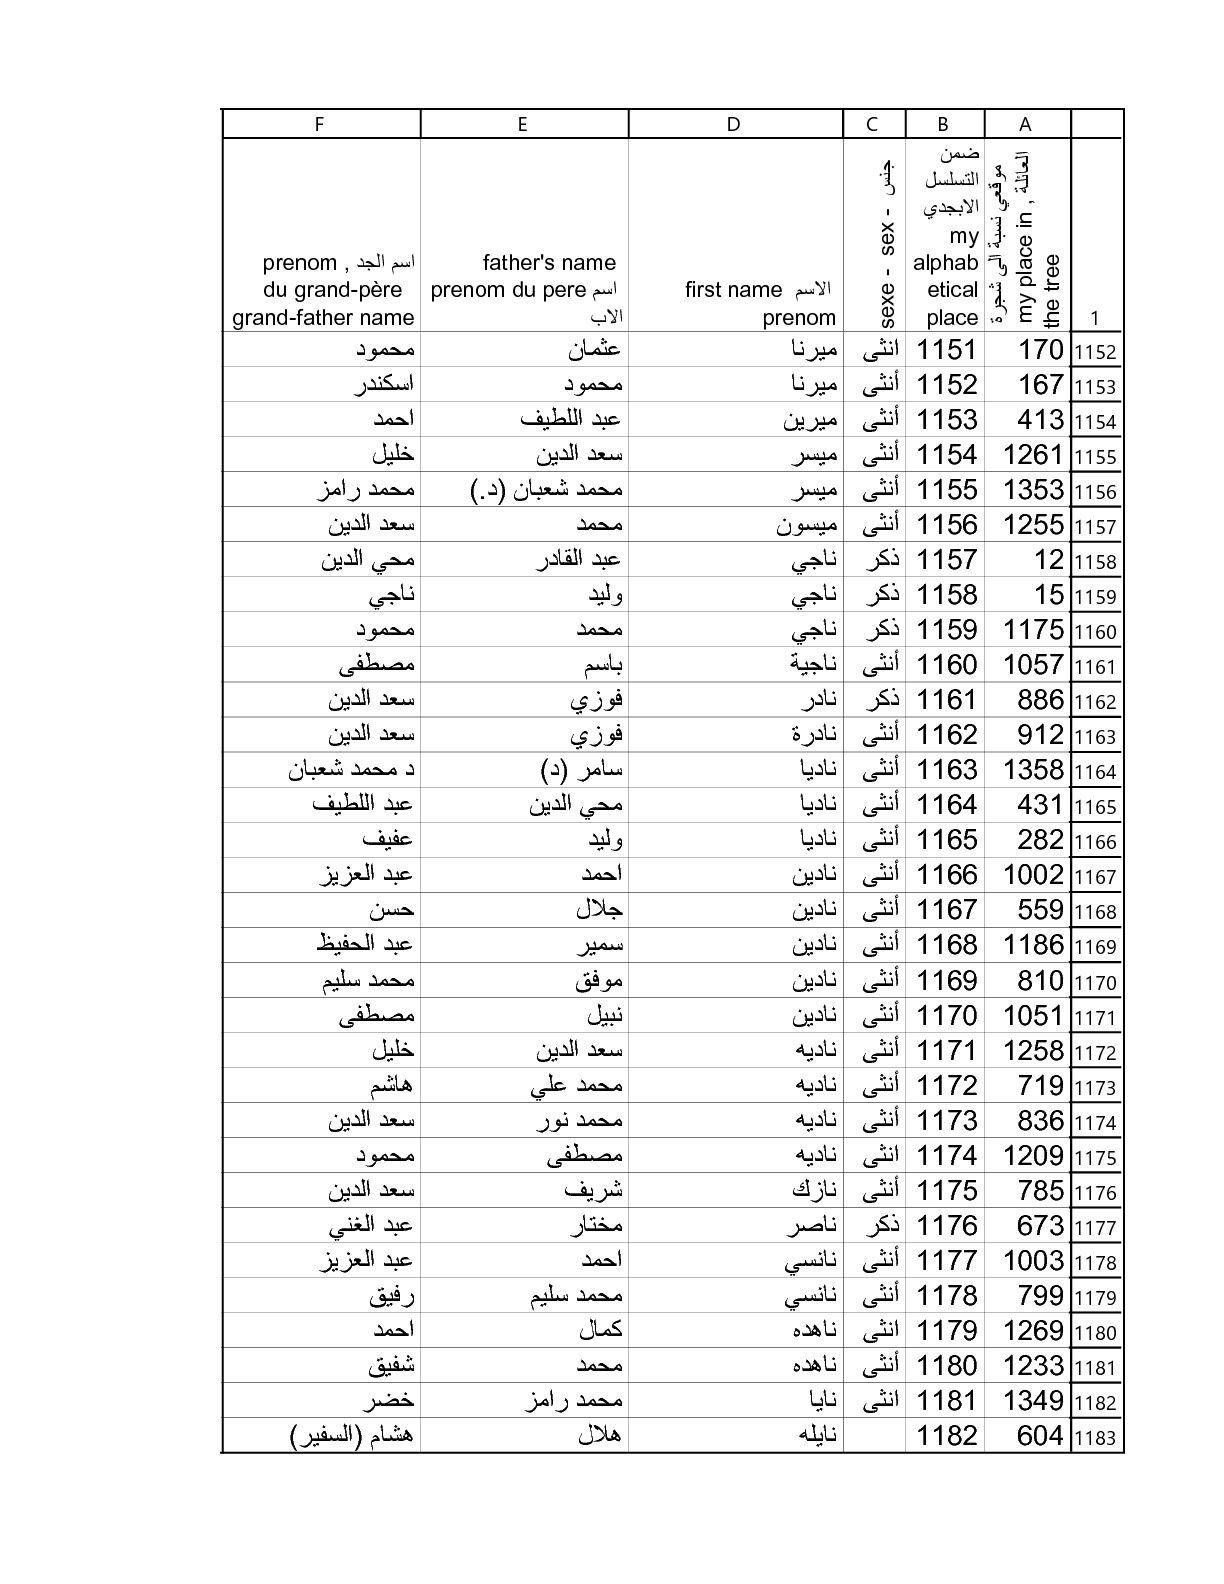 A B C D E F
1
موقعي نسبة الى شجرة
العائلة , my place in
the tree
ضمن
التسلسل
الابجدي
my
alphab
etical
place
sexe - sex - جنس
first name الاسم
prenom
father's name
prenom du pere اسم
الاب
prenom , اسم الجد
du grand-père
grand-father name
1152 170 1151 انثى ميرنا عثمان محمود
1153 167 1152 أنثى ميرنا محمود اسكندر
1154 413 1153 أنثى ميرين عبد اللطيف احمد
1155 1261 1154 أنثى ميسر سعد الدين خليل
1156 1353 1155 أنثى ميسر محمد شعبان (د.) محمد رامز
1157 1255 1156 أنثى ميسون محمد سعد الدين
1158 12 1157 ذكر ناجي عبد القادر محي الدين
1159 15 1158 ذكر ناجي وليد ناجي
1160 1175 1159 ذكر ناجي محمد محمود
1161 1057 1160 أنثى ناجية باسم مصطفى
1162 886 1161 ذكر نادر فوزي سعد الدين
1163 912 1162 أنثى نادرة فوزي سعد الدين
1164 1358 1163 أنثى ناديا سامر (د) د محمد شعبان
1165 431 1164 أنثى ناديا محي الدين عبد اللطيف
1166 282 1165 أنثى ناديا وليد عفيف
1167 1002 1166 أنثى نادين احمد عبد العزيز
1168 559 1167 أنثى نادين جلال حسن
1169 1186 1168 أنثى نادين سمير عبد الحفيظ
1170 810 1169 أنثى نادين موفق محمد سليم
1171 1051 1170 أنثى نادين نبيل مصطفى
1172 1258 1171 أنثى ناديه سعد الدين خليل
1173 719 1172 أنثى ناديه محمد علي هاشم
1174 836 1173 أنثى ناديه محمد نور سعد الدين
1175 1209 1174 انثى ناديه مصطفى محمود
1176 785 1175 أنثى نازك شريف سعد الدين
1177 673 1176 ذكر ناصر مختار عبد الغني
1178 1003 1177 أنثى نانسي احمد عبد العزيز
1179 799 1178 أنثى نانسي محمد سليم رفيق
1180 1269 1179 انثى ناهده كمال احمد
1181 1233 1180 أنثى ناهده محمد شفيق
1182 1349 1181 انثى نايا محمد رامز خضر
1183 604 1182 نايله هلال هشام (السفير)